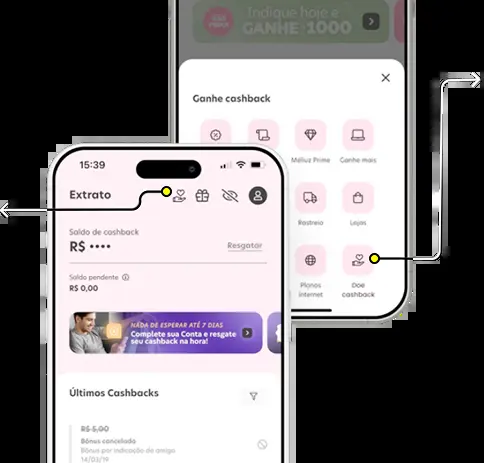 Indique hoje e
GANHE 1000
Ganhe cashback
Méliuz Prime
Ganhe mais
Rastreio
Lojas
Planos
internet
Doe
cashback
15:39
Extrato
Saldo de cashback
R$ ••••
Resgatar
Saldo pendente
R$ 0,00
NADA DE ESPERAR ATÉ 7 DIAS
Complete sua Conta e resgate
seu cashback na hora!
Últimos Cashbacks
R$ 5,00
Bônus cancelado
Bônus por indicação de amigo
14/03/19